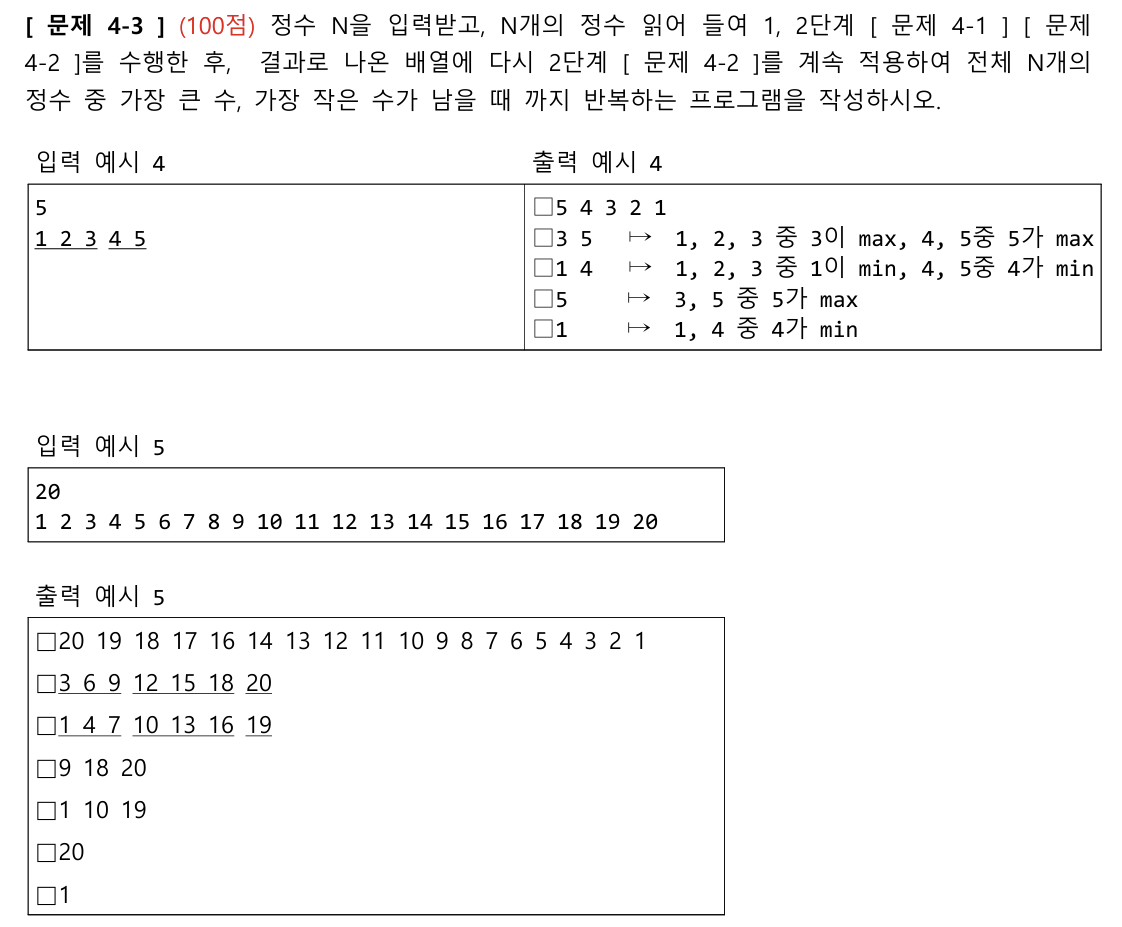 [ 문제 4-3 ] (100점) 정수 N을 입력받고, N개의 정수 읽어 들여 1, 2단계 [ 문제 4-1 ] [ 문제
4-2 ]를 수행한 후, 결과로 나온 배열에 다시 2단계 [ 문제 4-2 ]를 계속 적용하여 전체 N개의
정수 중 가장 큰 수, 가장 작은 수가 남을 때 까지 반복하는 프로그램을 작성하시오.
입력 예시 4
5
1 2 3 4 5
출력 예시 4
□5 4 3 2 1
□3 5 ↦ 1, 2, 3 중 3이 max, 4, 5중 5가 max
□1 4 ↦ 1, 2, 3 중 1이 min, 4, 5중 4가 min
□5 ↦ 3, 5 중 5가 max
□1 ↦ 1, 4 중 4가 min
입력 예시 5
20
1 2 3 4 5 6 7 8 9 10 11 12 13 14 15 16 17 18 19 20
출력 예시 5
□20 19 18 17 16 14 13 12 11 10 9 8 7 6 5 4 3 2 1
□3 6 9 12 15 18 20
□1 4 7 10 13 16 19
□9 18 20
□1 10 19
□20
□1